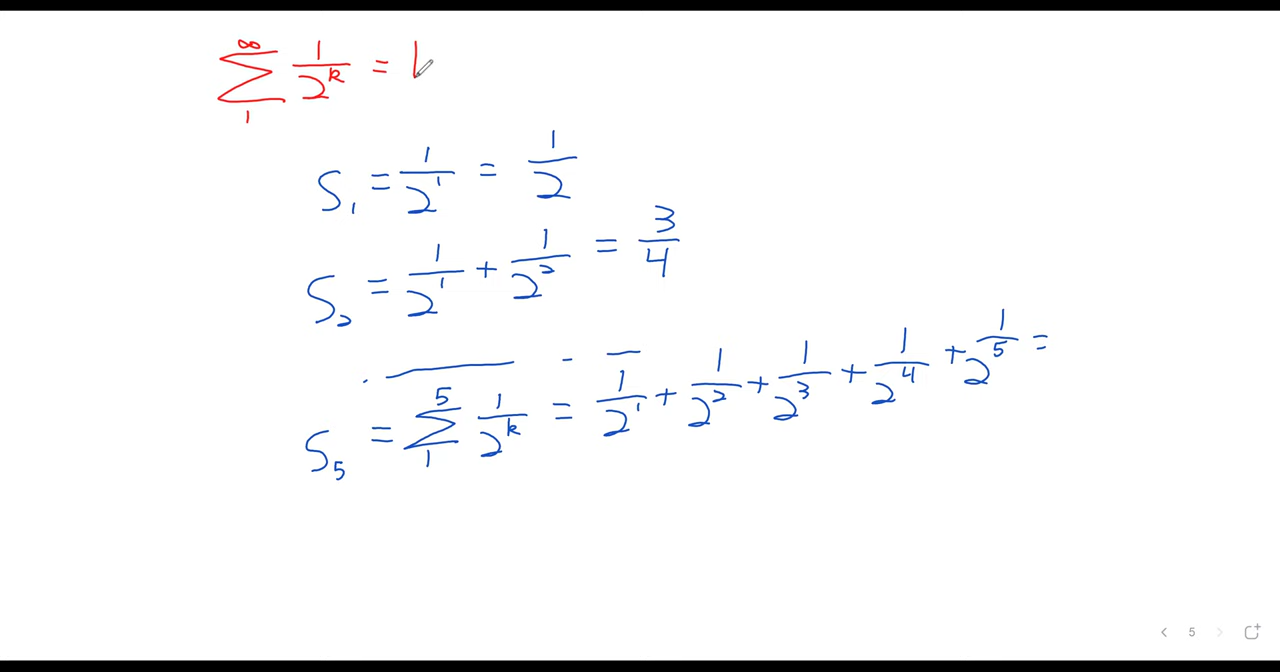 ∞
∑ 1/2^k = l
1
S_1 = 1/2^1 = 1/2
S_2 = 1/2^1 + 1/2^2 = 3/4
S_5 = ∑_1^5 1/2^k = 1/2^1 + 1/2^2 + 1/2^3 + 1/2^4 + 1/2^5 =
< 5 >